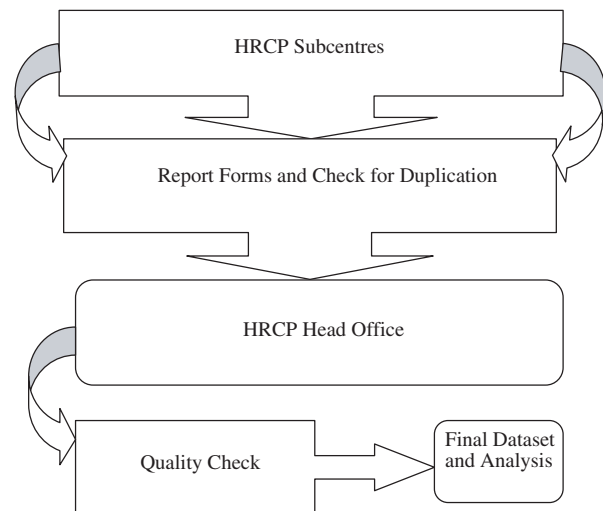 HRCP Subcentres
Report Forms and Check for Duplication
HRCP Head Office
Quality Check
Final Dataset
and Analysis